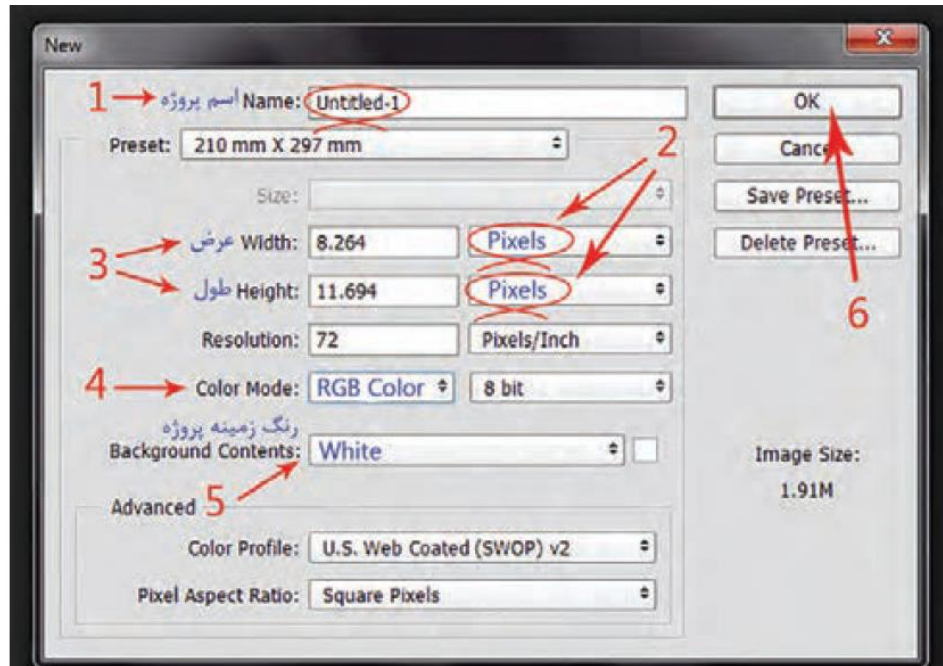 New
1 اسم پروژه Name: Untitled-1 OK
Preset: 210 mm X 297 mm 2 Cance
Size: Save Preset...
3 عرض Width: 8.264 Pixels Delete Preset...
طول Height: 11.694 Pixels 6
Resolution: 72 Pixels/Inch
4 Color Mode: RGB Color 8 bit
رنگ زمینه پروژه
Background Contents: White Image Size:
5 1.91M
Advanced
Color Profile: U.S. Web Coated (SWOP) v2
Pixel Aspect Ratio: Square Pixels